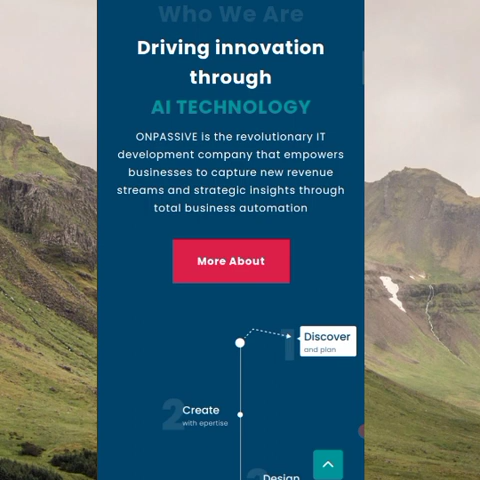 Who We Are
Driving innovation
through
AI TECHNOLOGY
ONPASSIVE is the revolutionary IT
development company that empowers
businesses to capture new revenue
streams and strategic insights through
total business automation
More About
1
Discover
and plan
2
Create
with epertise
3
Design